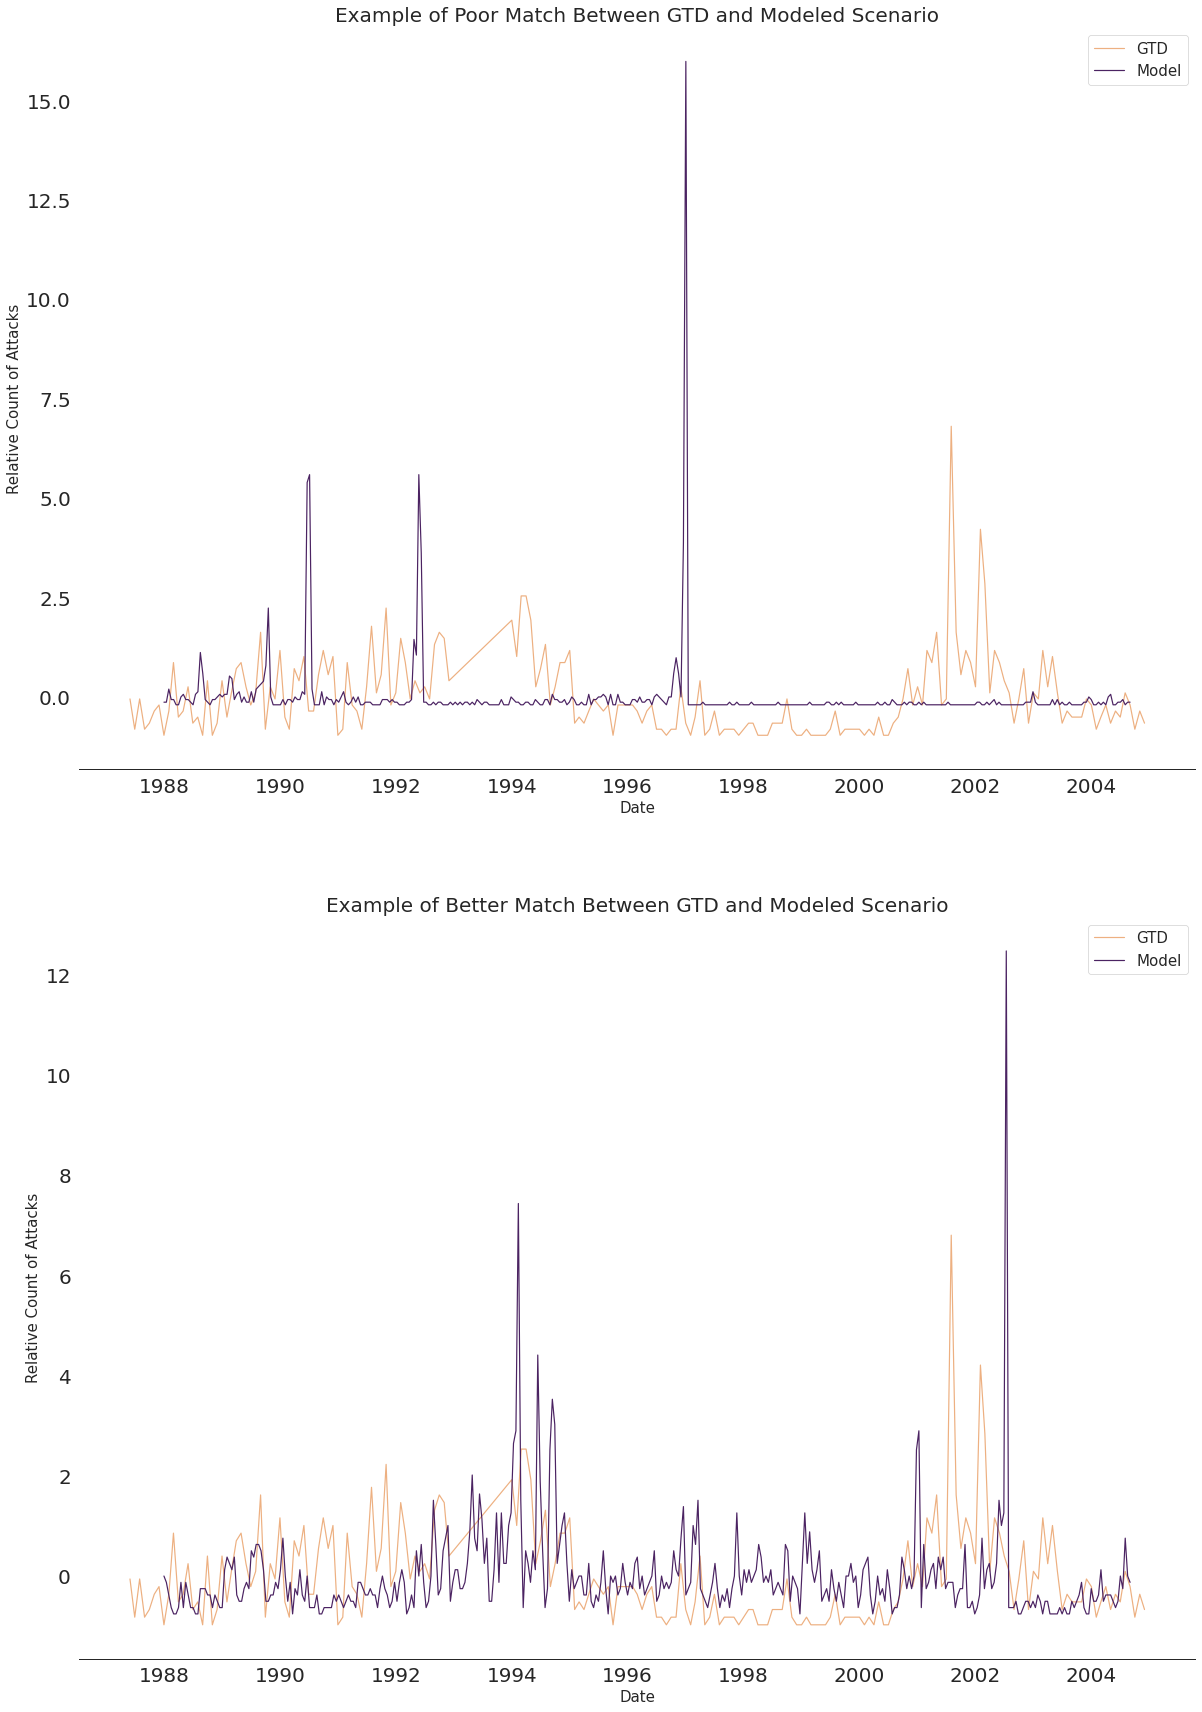 Example of Poor Match Between GTD and Modeled Scenario
GTD
Model
15.0
12.5
10.0
7.5
5.0
2.5
0.0
Relative Count of Attacks
1988 1990 1992 1994 1996 1998 2000 2002 2004
Date
Example of Better Match Between GTD and Modeled Scenario
GTD
Model
12
10
8
6
4
2
0
Relative Count of Attacks
1988 1990 1992 1994 1996 1998 2000 2002 2004
Date